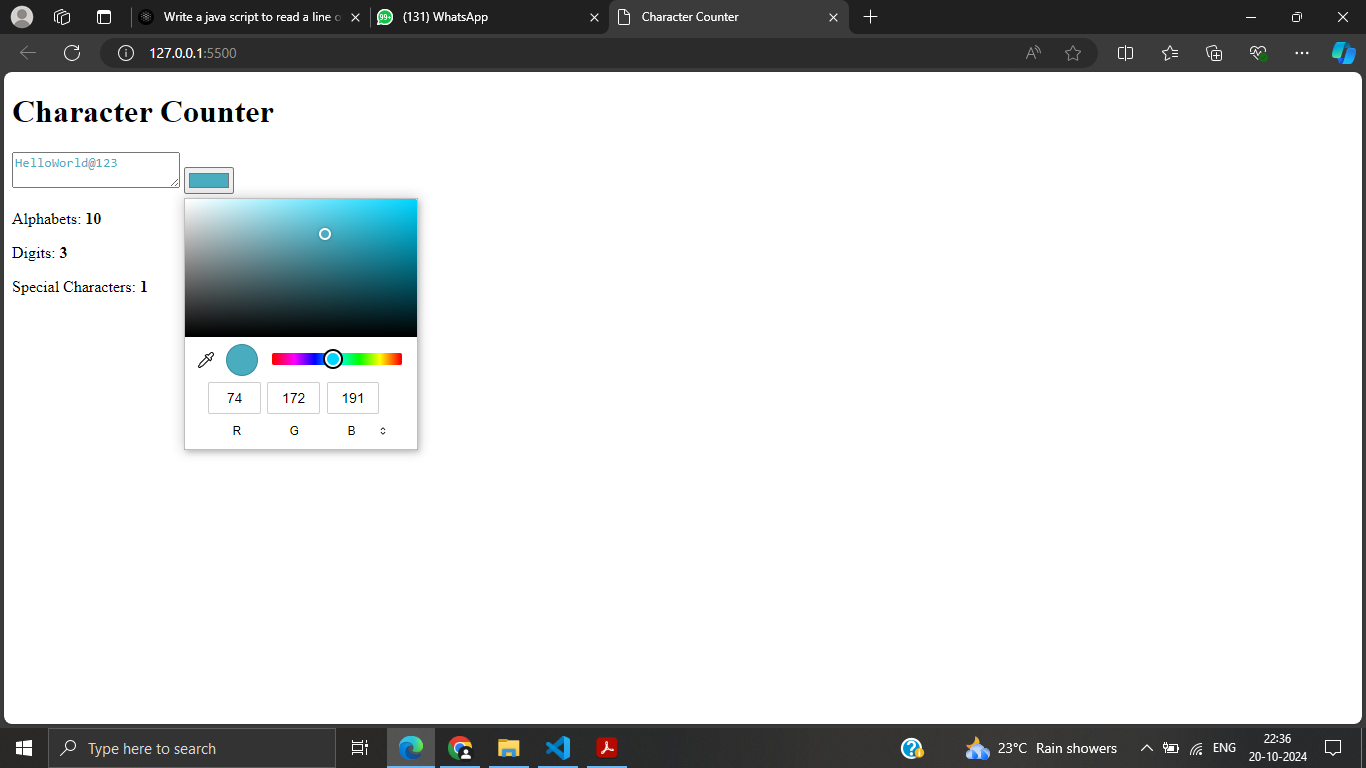 Write a java script to read a line o
99+
(131) WhatsApp
Character Counter
127.0.0.1:5500
Character Counter
HelloWorld@123
Alphabets: 10
Digits: 3
Special Characters: 1
74 172 191
R G B
Type here to search
23°C Rain showers
ENG
22:36
20-10-2024